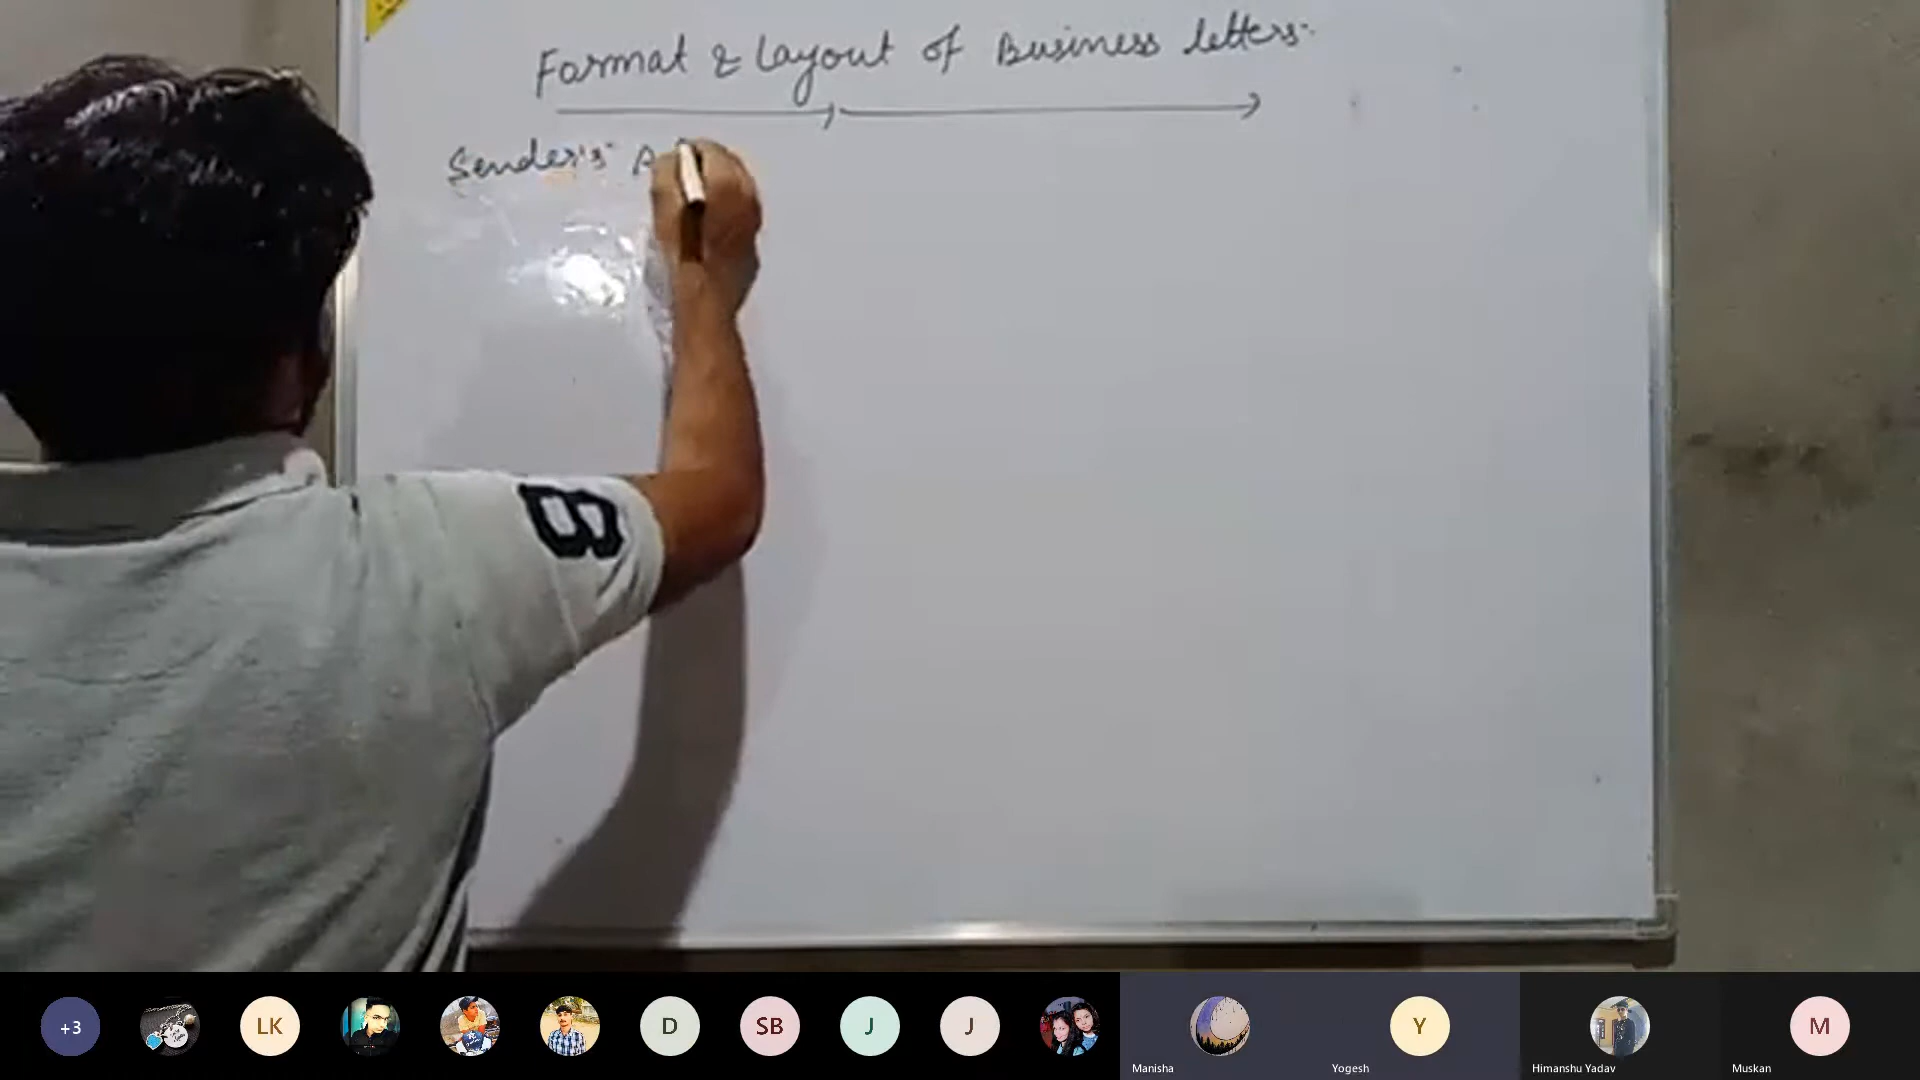 Format & Layout of Business letters.
Sender's A
B
+3
LK
D
SB
J
J
Manisha
Y
Yogesh
Himanshu Yadav
M
Muskan